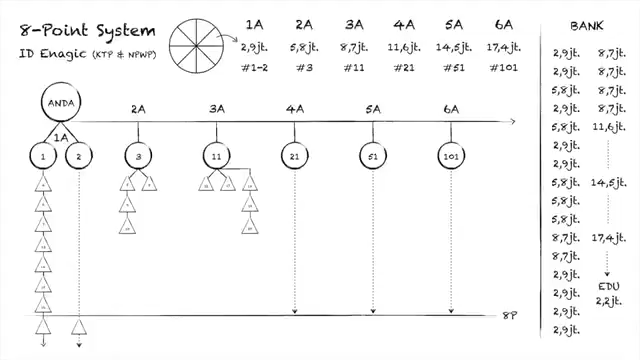 8-Point System
ID Enagic (KTP & NPWP)
1A 2A 3A 4A 5A 6A
2,9jt. 5,8jt. 8,7jt. 11,6jt. 14,5jt. 17,4jt.
#1-2 #3 #11 #21 #51 #101
ANDA
1A
2A 3A 4A 5A 6A
1 2 3 11 21 51 101
8P
BANK
2,9jt. 8,7jt.
2,9jt. 8,7jt.
5,8jt. 8,7jt.
2,9jt. 8,7jt.
5,8jt. 11,6jt.
2,9jt.
2,9jt.
5,8jt. 14,5jt.
5,8jt.
5,8jt.
8,7jt. 17,4jt.
8,7jt.
2,9jt. EDU
2,9jt. 2,2jt.
2,9jt.
2,9jt.